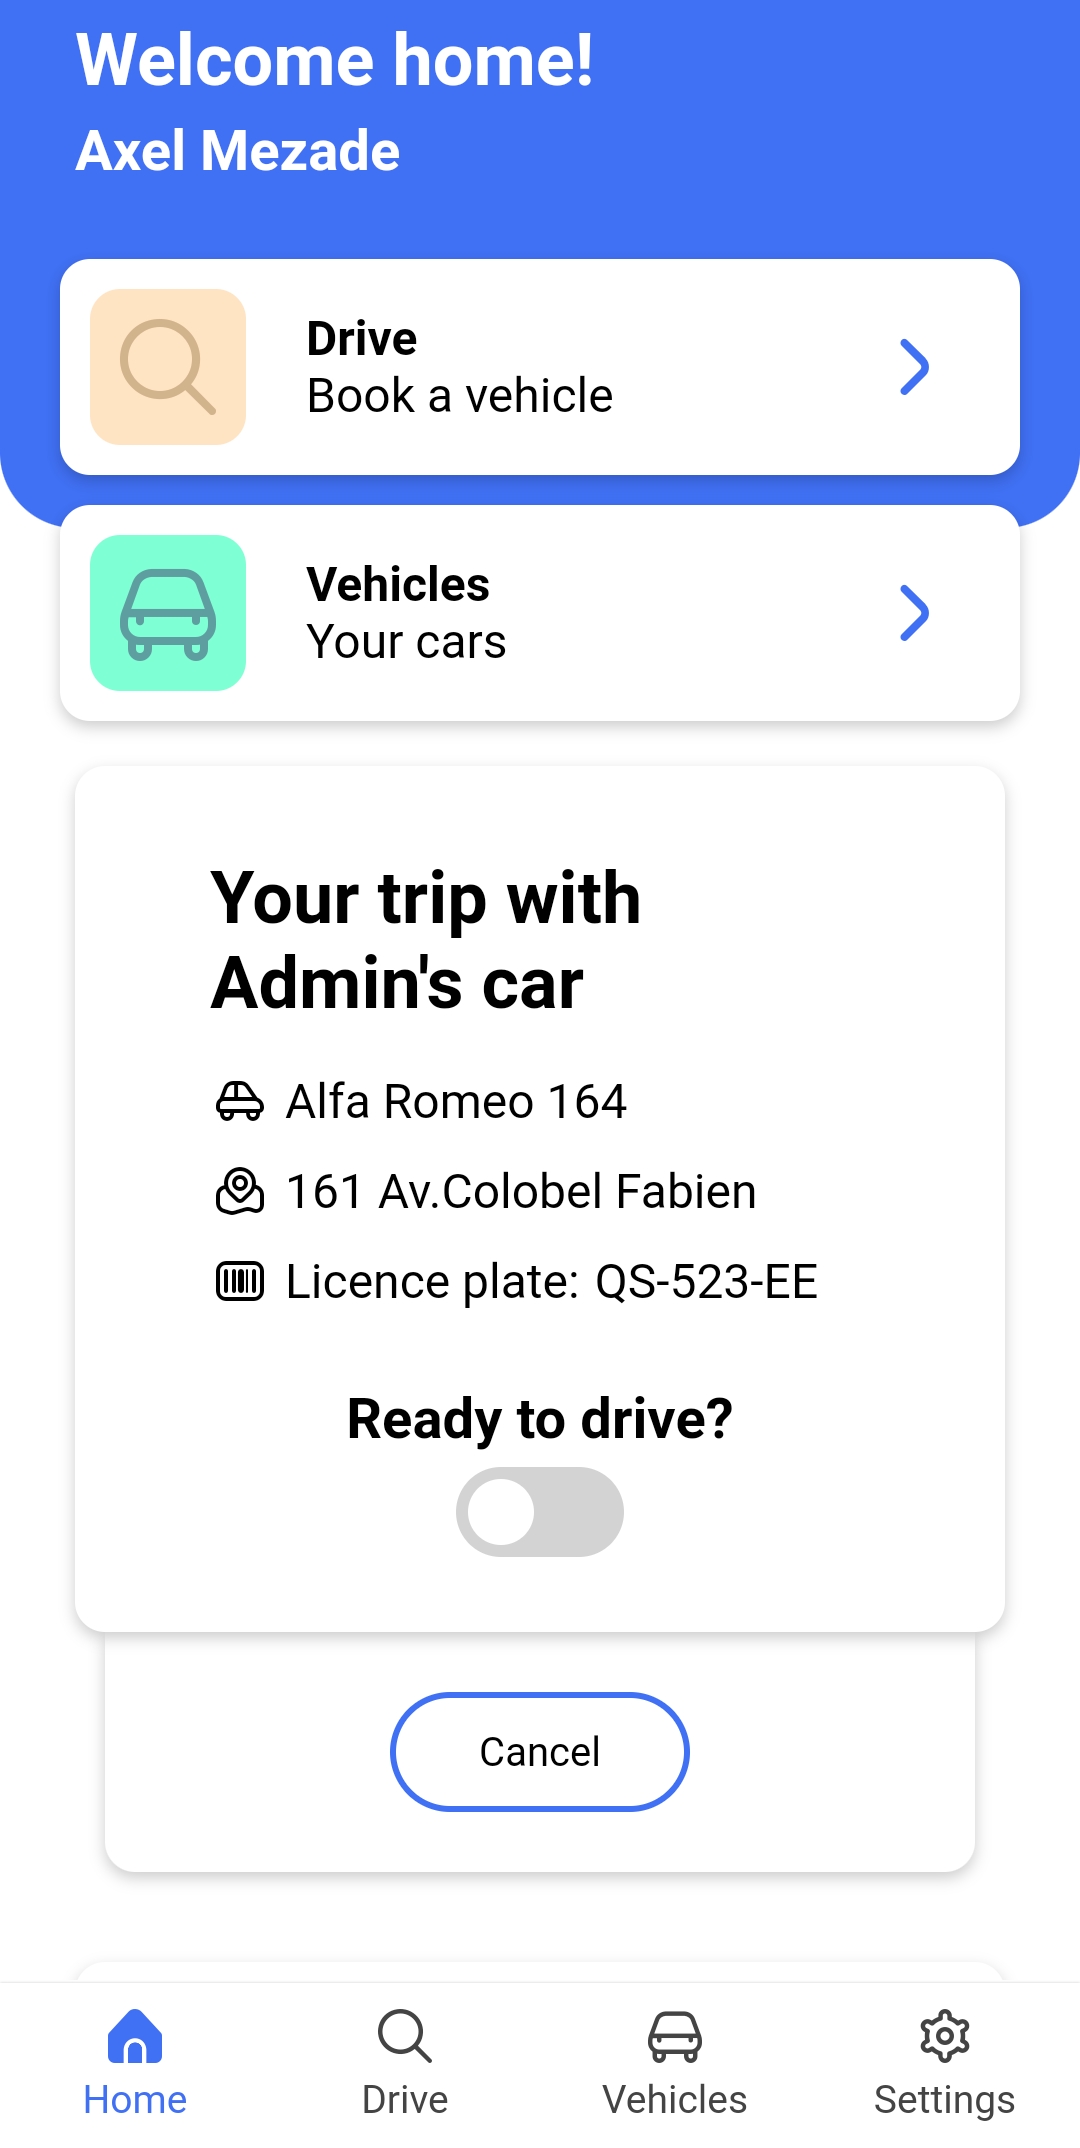 Welcome home!
Axel Mezade
Drive
Book a vehicle
Vehicles
Your cars
Your trip with
Admin's car
Alfa Romeo 164
161 Av.Colobel Fabien
Licence plate: QS-523-EE
Ready to drive?
Cancel
Home
Drive
Vehicles
Settings